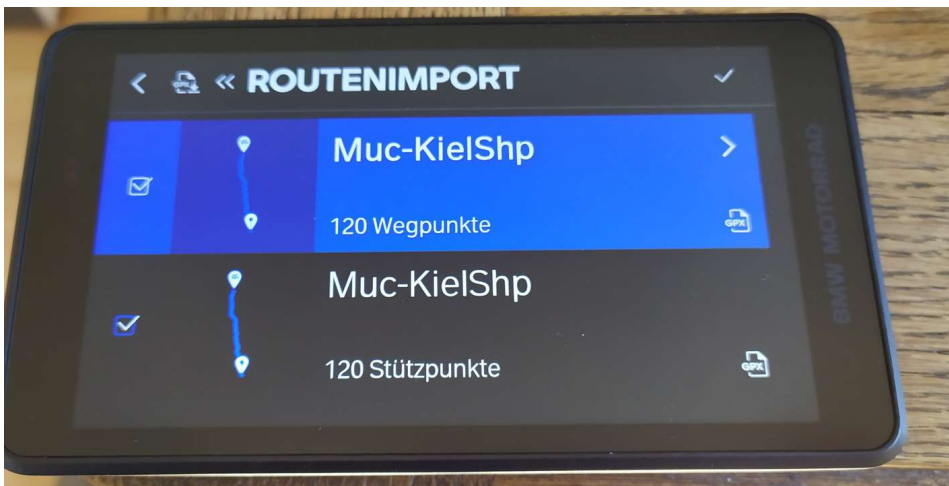 « ROUTENIMPORT
Muc-KielShp
120 Wegpunkte
GPX
Muc-KielShp
120 Stützpunkte
GPX
BMW MOTORRAD